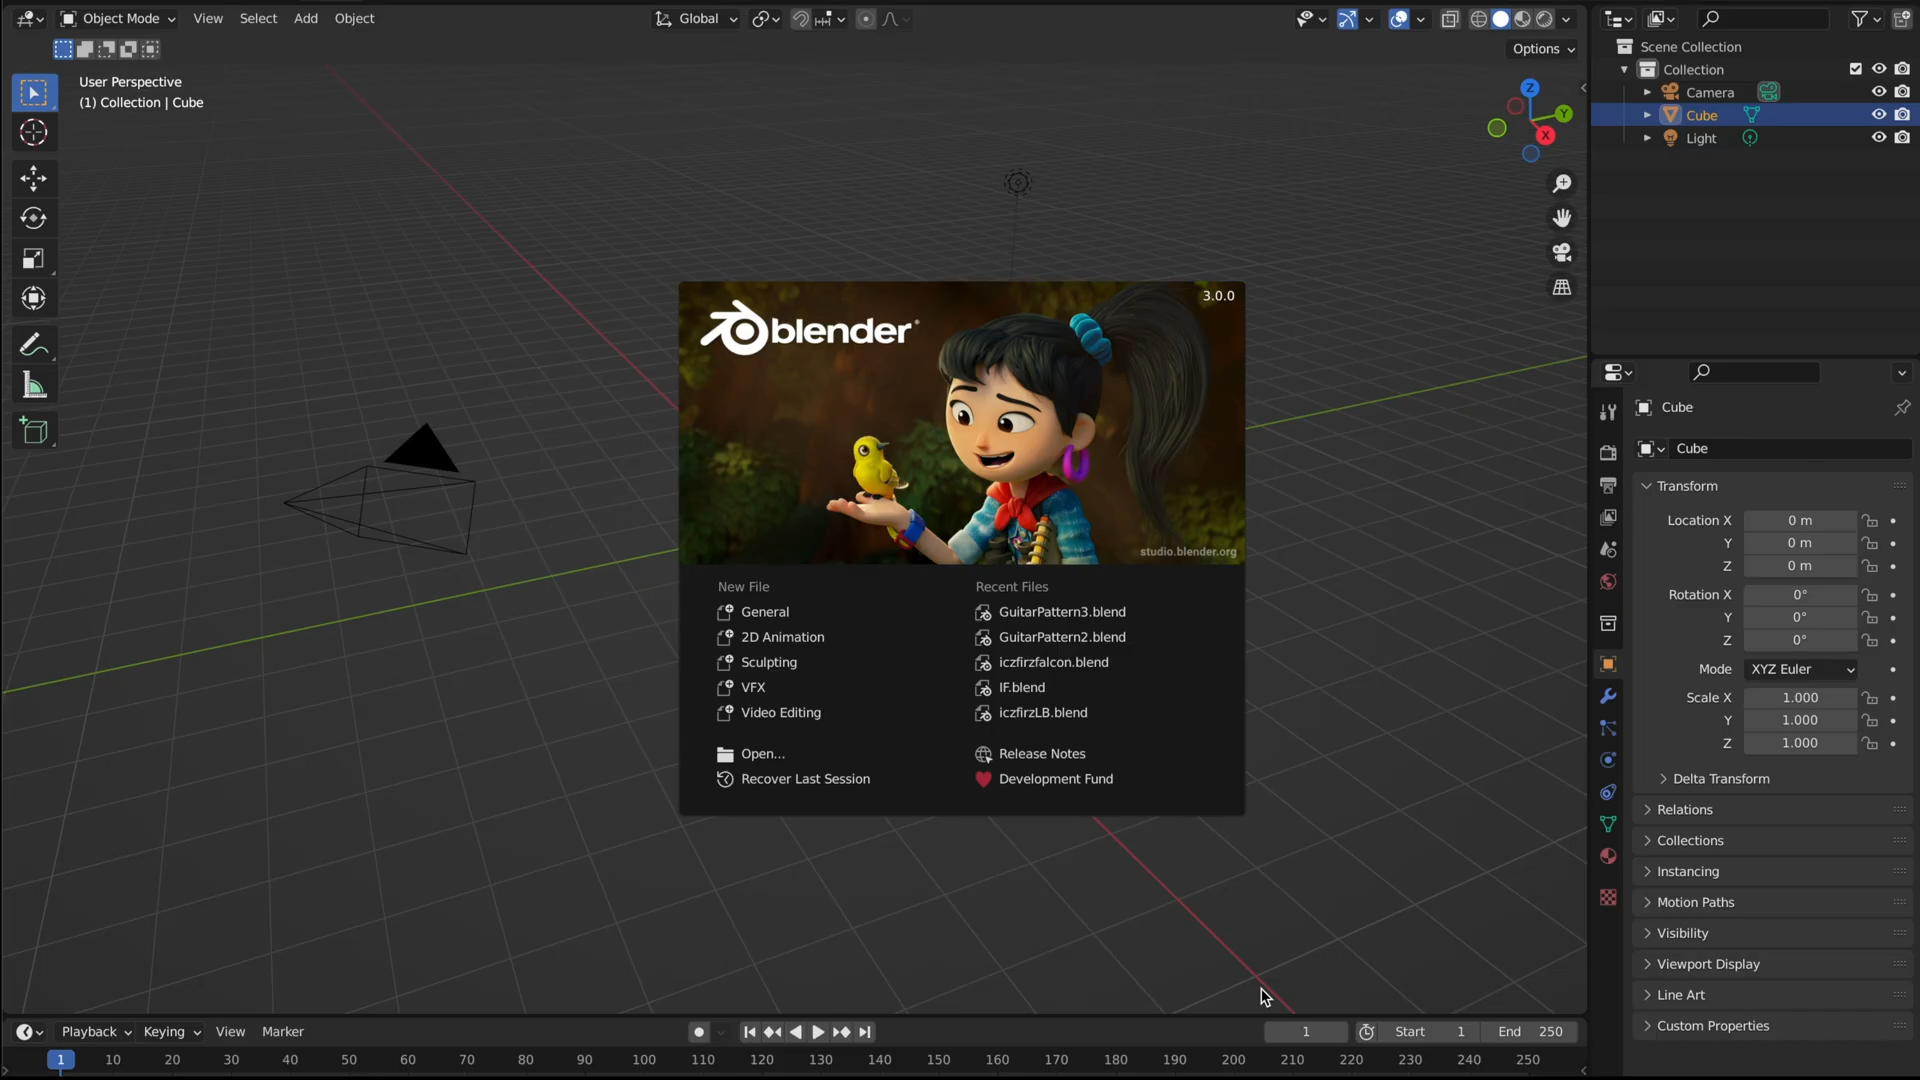 Object Mode View Select Add Object Global
Options
User Perspective
(1) Collection | Cube
Z
Y
X
Scene Collection
Collection
Camera
Cube
Light
blender
3.0.0
studio.blender.org
New File
General
2D Animation
Sculpting
VFX
Video Editing
Open...
Recover Last Session
Recent Files
GuitarPattern3.blend
GuitarPattern2.blend
iczfirzfalcon.blend
IF.blend
iczfirzLB.blend
Release Notes
Development Fund
Cube
Cube
Transform
Location X 0 m
Y 0 m
Z 0 m
Rotation X 0°
Y 0°
Z 0°
Mode XYZ Euler
Scale X 1.000
Y 1.000
Z 1.000
Delta Transform
Relations
Collections
Instancing
Motion Paths
Visibility
Viewport Display
Line Art
Custom Properties
Playback Keying View Marker 1 Start 1 End 250
1 10 20 30 40 50 60 70 80 90 100 110 120 130 140 150 160 170 180 190 200 210 220 230 240 250